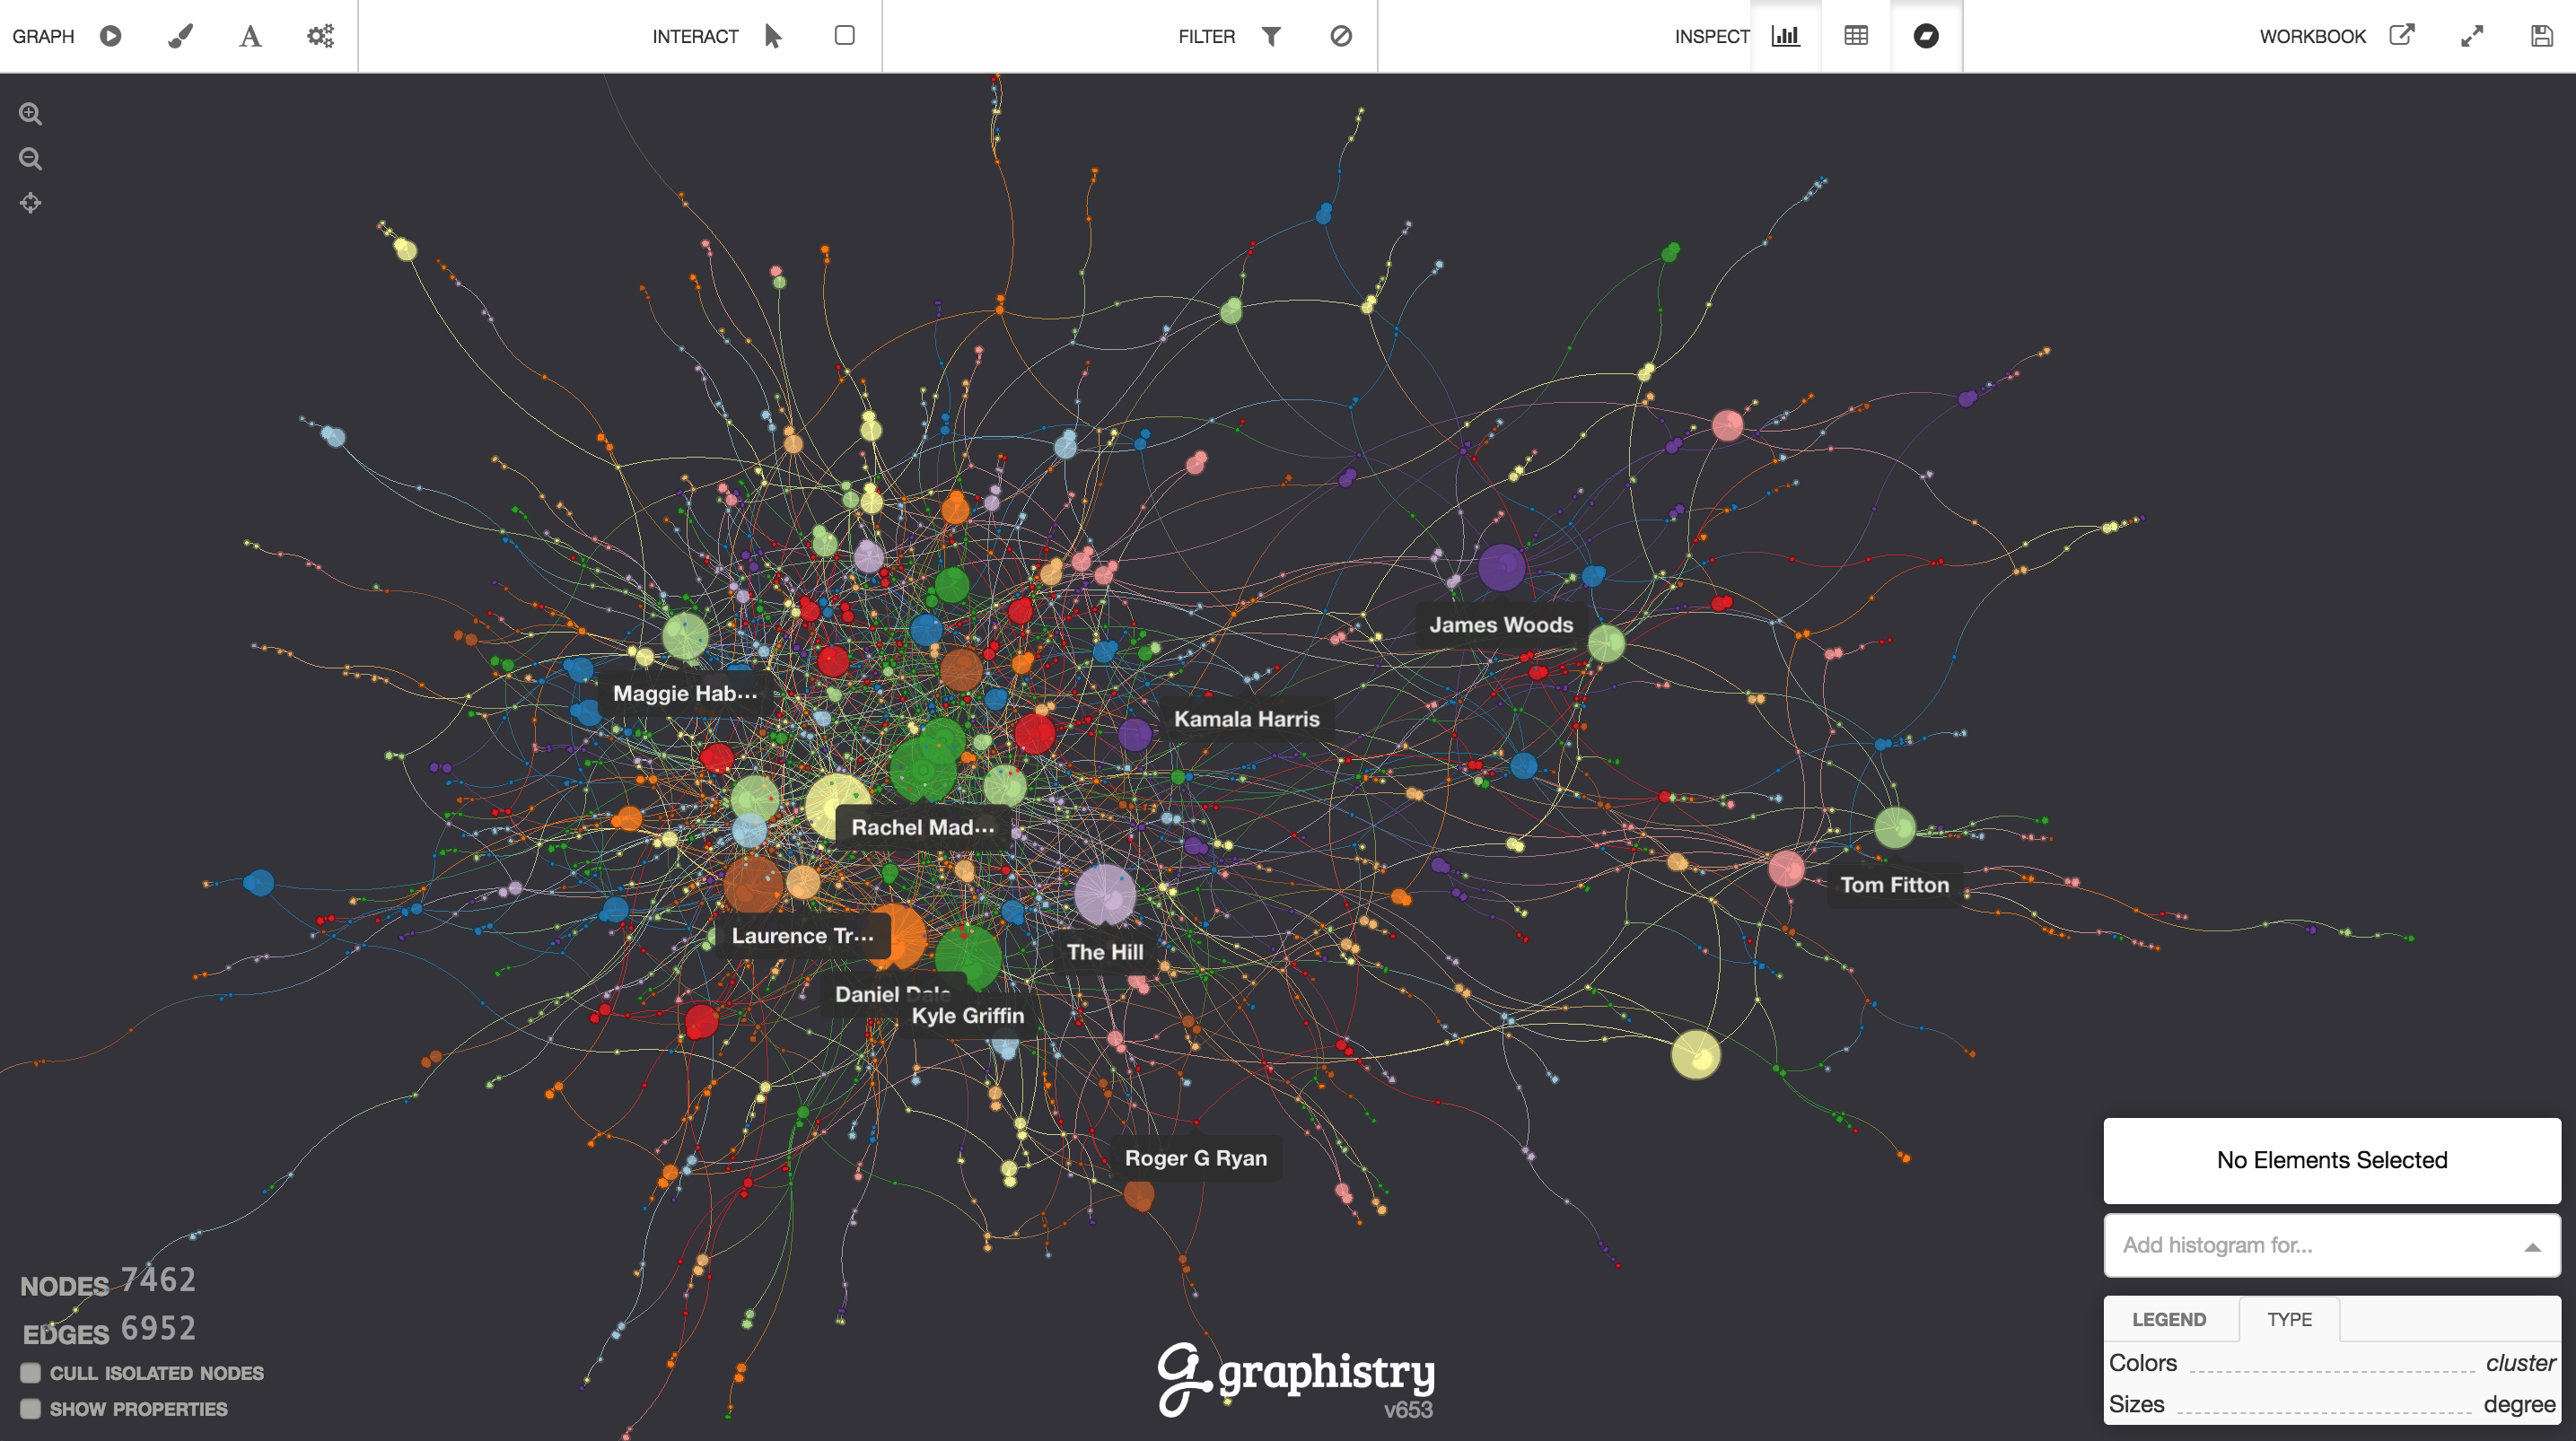 GRAPH
INTERACT
FILTER
INSPECT
WORKBOOK
James Woods
Maggie Hab...
Kamala Harris
Rachel Mad...
Tom Fitton
Laurence Tr...
The Hill
Daniel Dale
Kyle Griffin
Roger G Ryan
No Elements Selected
Add histogram for...
NODES 7462
EDGES 6952
CULL ISOLATED NODES
SHOW PROPERTIES
graphistry
v653
LEGEND TYPE
Colors cluster
Sizes degree